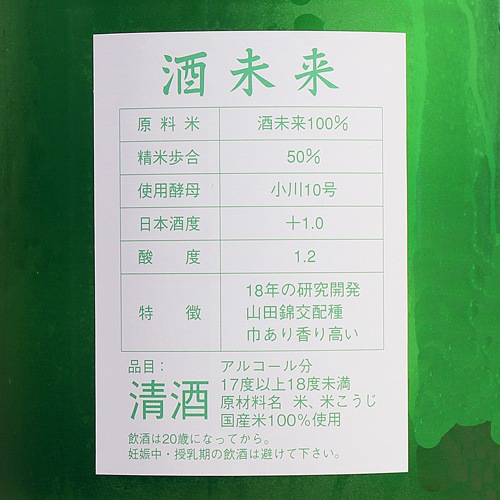 酒未来
原料米 酒未来100%
精米歩合 50%
使用酵母 小川10号
日本酒度 +1.0
酸度 1.2
特徴 18年の研究開発
山田錦交配種
巾あり香り高い
品目: アルコール分
清酒 17度以上18度未満
原材料名 米、米こうじ
国産米100%使用
飲酒は20歳になってから。
妊娠中・授乳期の飲酒は避けて下さい。